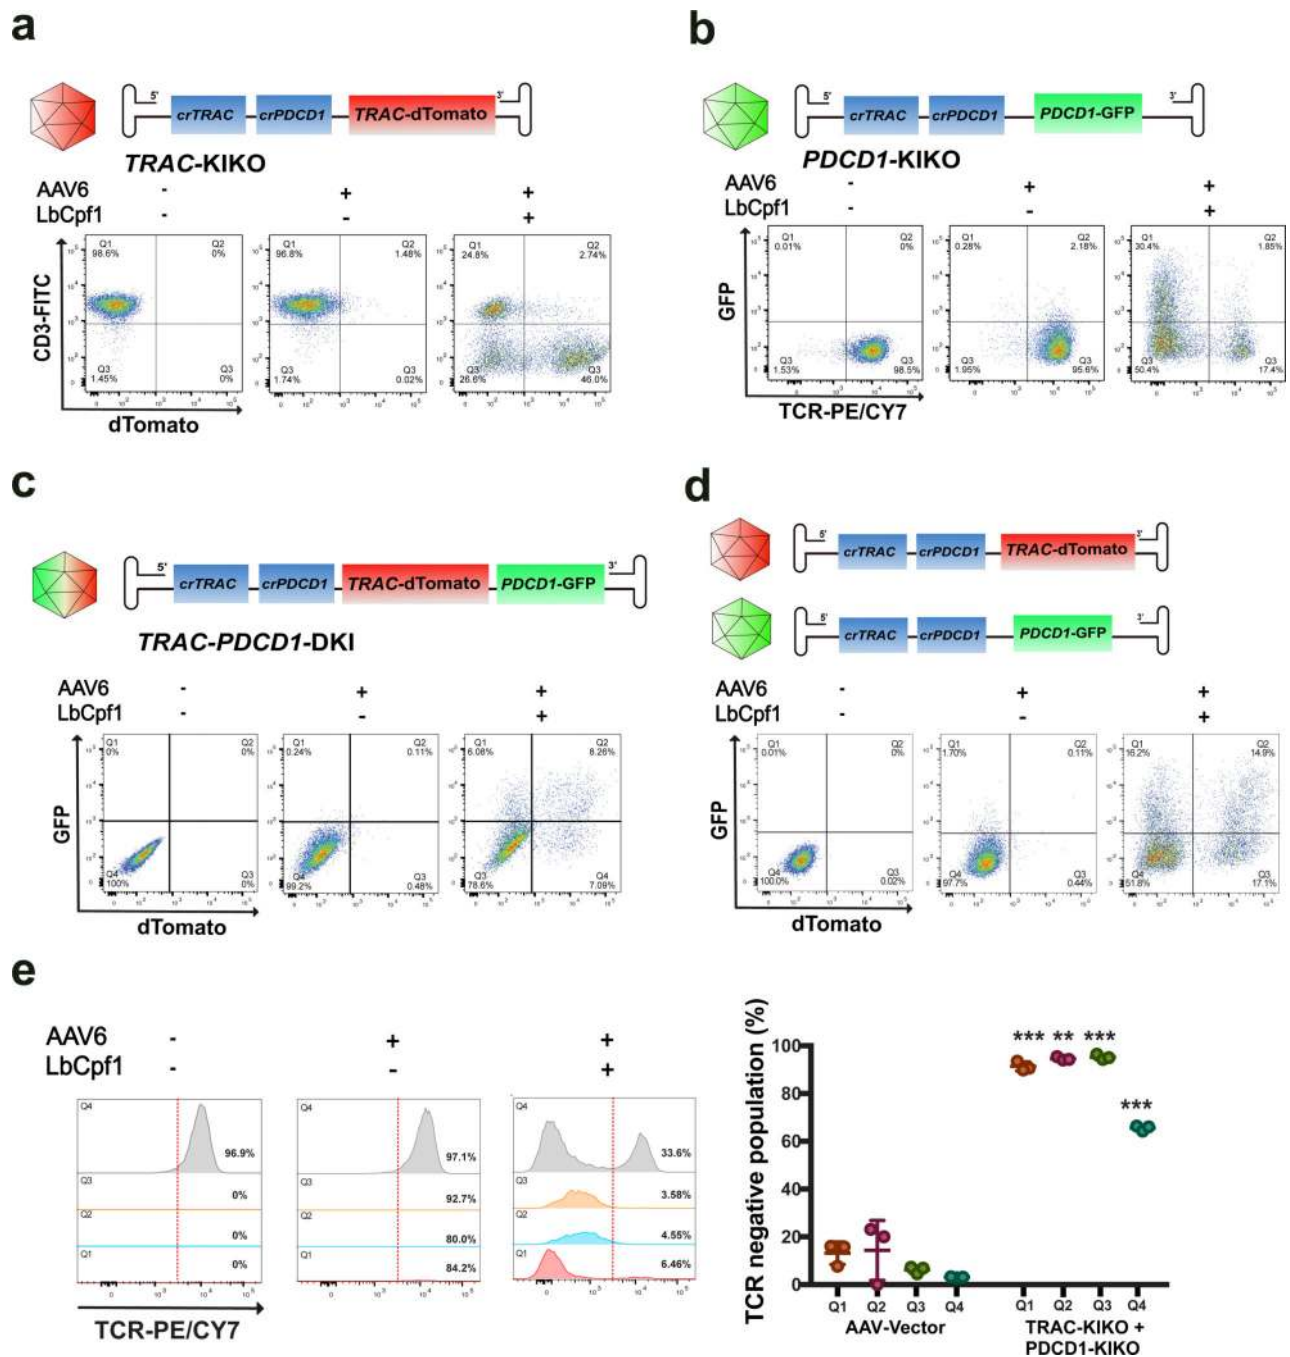 a
5'
crTRAC
crPDCD1
TRAC-dTomato
3'
TRAC-KIKO
AAV6 - + +
LbCpf1 - - +
Q1 98.6%
Q2 0%
1.45%
Q3 0%
Q1 96.8%
Q2 1.48%
1.74%
Q3 0.02%
Q1 24.8%
Q2 2.74%
26.6%
Q3 46.0%
CD3-FITC
dTomato
b
5'
crTRAC
crPDCD1
PDCD1-GFP
3'
PDCD1-KIKO
AAV6 - + +
LbCpf1 - - +
Q1 0.01%
Q2 0%
1.53%
Q3 98.5%
Q1 0.28%
Q2 2.18%
1.95%
Q3 95.6%
Q1 30.4%
Q2 1.85%
50.4%
Q3 17.4%
GFP
TCR-PE/CY7
c
5'
crTRAC
crPDCD1
TRAC-dTomato
PDCD1-GFP
3'
TRAC-PDCD1-DKI
AAV6 - + +
LbCpf1 - - +
Q1 0%
Q2 0%
Q4 100%
Q3 0%
Q1 0.24%
Q2 0.11%
Q4 99.2%
Q3 0.48%
Q1 6.08%
Q2 8.26%
Q3 78.6%
Q4 7.09%
GFP
dTomato
d
5'
crTRAC
crPDCD1
TRAC-dTomato
3'
5'
crTRAC
crPDCD1
PDCD1-GFP
3'
AAV6 - + +
LbCpf1 - - +
Q1 0.01%
Q2 0%
Q4 100.0%
Q3 0.02%
Q1 1.70%
Q2 0.11%
Q4 97.7%
Q3 0.44%
Q1 16.2%
Q2 14.9%
Q4 51.8%
Q3 17.1%
GFP
dTomato
e
AAV6 - + +
LbCpf1 - - +
Q4 96.9%
Q3 0%
Q2 0%
Q1 0%
Q4 97.1%
Q3 92.7%
Q2 80.0%
Q1 84.2%
Q4 33.6%
Q3 3.58%
Q2 4.55%
Q1 6.46%
TCR-PE/CY7
TCR negative population (%)
100
80
60
40
20
0
*** ** ***
***
Q1 Q2 Q3 Q4 Q1 Q2 Q3 Q4
AAV-Vector
TRAC-KIKO +
PDCD1-KIKO